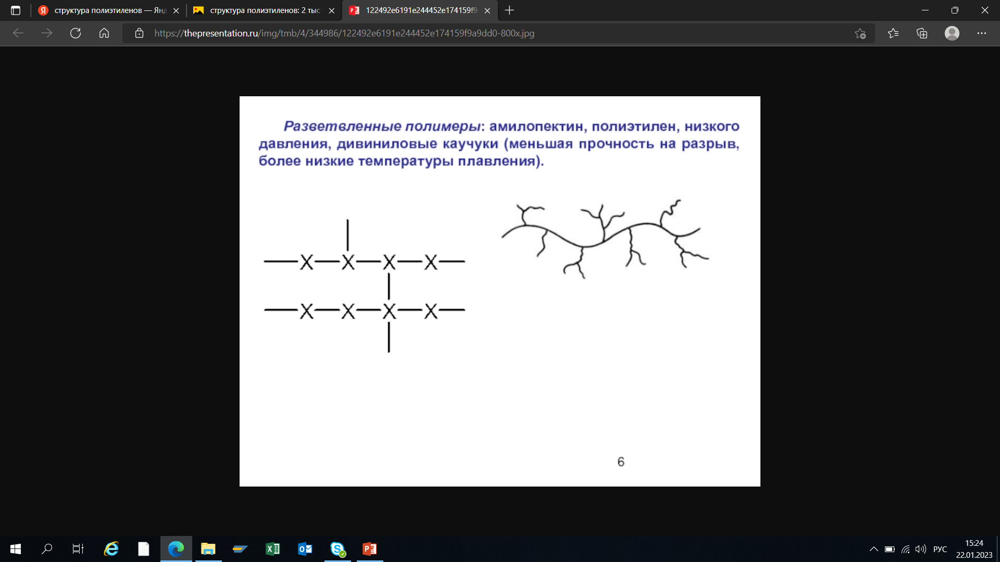 структура полиэтиленов — Янд
структура полиэтиленов: 2 тыс
122492e6191e244452e174159f9
https://thepresentation.ru/img/tmb/4/344986/122492e6191e244452e174159f9a9dd0-800x.jpg
Разветвленные полимеры: амилопектин, полиэтилен, низкого
давления, дивиниловые каучуки (меньшая прочность на разрыв,
более низкие температуры плавления).
X X X X
X X X X
6
РУС
15:24
22.01.2023